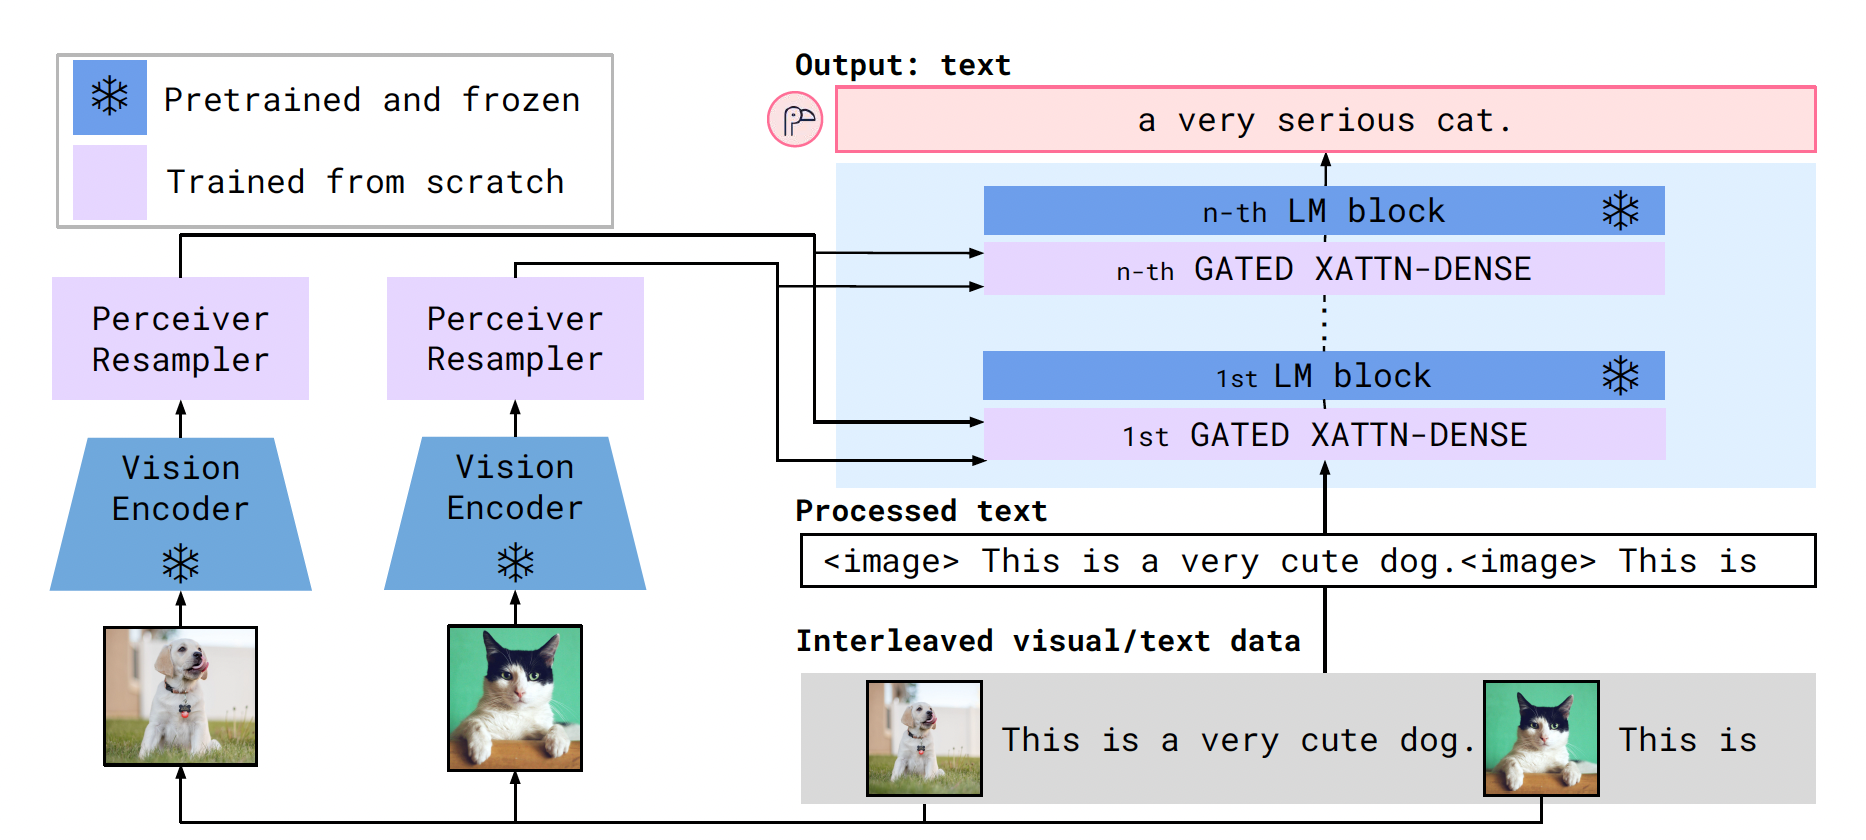 Pretrained and frozen
Trained from scratch
Perceiver
Resampler
Perceiver
Resampler
Vision
Encoder
Vision
Encoder
Output: text
a very serious cat.
n-th LM block
n-th GATED XATTN-DENSE
1st LM block
1st GATED XATTN-DENSE
Processed text
<image> This is a very cute dog.<image> This is
Interleaved visual/text data
This is a very cute dog.
This is